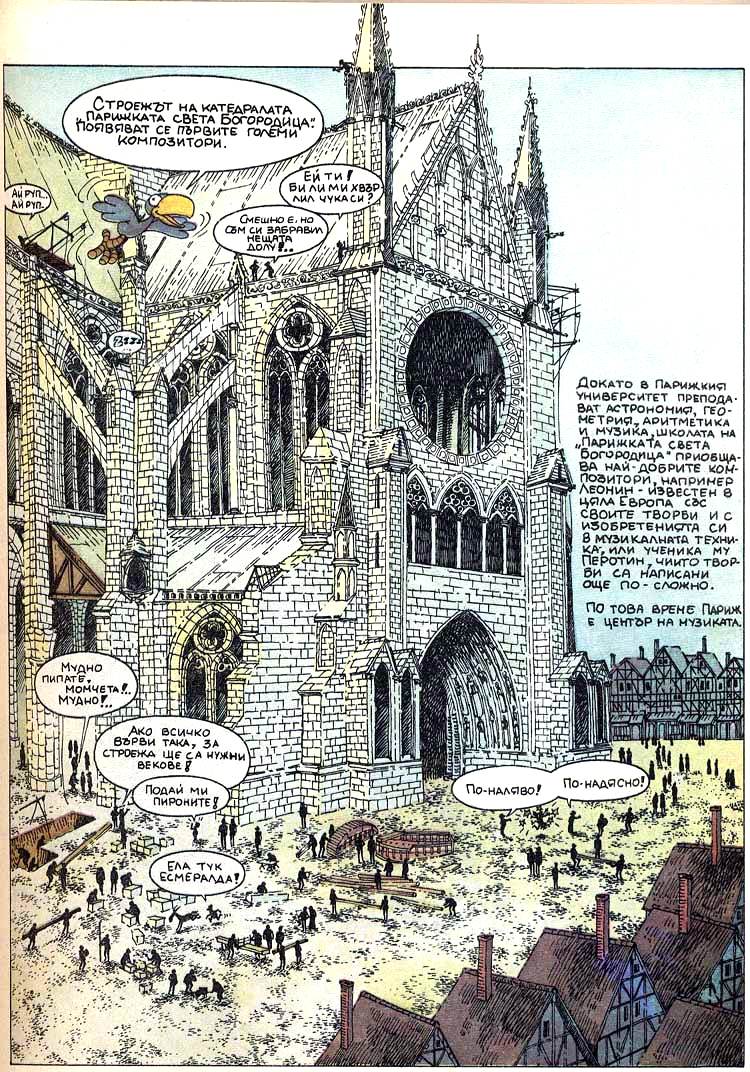 СТРОЕЖЪТ НА КАТЕДРАЛАТА
„ПАРИЖКАТА СВЕТА БОГОРОДИЦА".
ПОЯВЯВАТ СЕ ПЪРВИТЕ ГОЛЕМИ
КОМПОЗИТОРИ.
ЕЙ ТИ!
БИ ЛИ МИ ХВЪР
ЛИЛ ЧУКА СИ?
АЙ РУП...
АЙ РУП...
СМЕШНО Е, НО
СЪМ СИ ЗАБРАВИЛ
НЕЩАТА
ДОЛУ!..
ДОКАТО В ПАРИЖКИЯ
УНИВЕРСИТЕТ ПРЕПОДА-
ВАТ АСТРОНОМИЯ, ГЕО-
МЕТРИЯ, АРИТМЕТИКА
И МУЗИКА, ШКОЛАТА НА
„ПАРИЖКАТА СВЕТА
БОГОРОДИЦА" ПРИОБЩА-
ВА НАЙ-ДОБРИТЕ КОМ-
ПОЗИТОРИ, НАПРИМЕР
ЛЕОНИН - ИЗВЕСТЕН В
ЦЯЛА ЕВРОПА СЪС
СВОИТЕ ТВОРБИ И С
ИЗОБРЕТЕНИЯТА СИ
В МУЗИКАЛНАТА ТЕХНИ-
КА, ИЛИ УЧЕНИКА МУ
ПЕРОТИН, ЧИИТО ТВОР-
БИ СА НАПИСАНИ
ОЩЕ ПО-СЛОЖНО.
ПО ТОВА ВРЕМЕ ПАРИЖ
Е ЦЕНТЪР НА МУЗИКАТА.
МУДНО
ПИПАТЕ,
МОМЧЕТА!..
МУДНО!..
АКО ВСИЧКО
ВЪРВИ ТАКА, ЗА
СТРОЕЖА ЩЕ СА НУЖНИ
ВЕКОВЕ!
ПОДАЙ МИ
ПИРОНИТЕ!
ПО-НАЛЯВО!
ПО-НАДЯСНО!
ЕЛА ТУК
ЕСМЕРАЛДА!